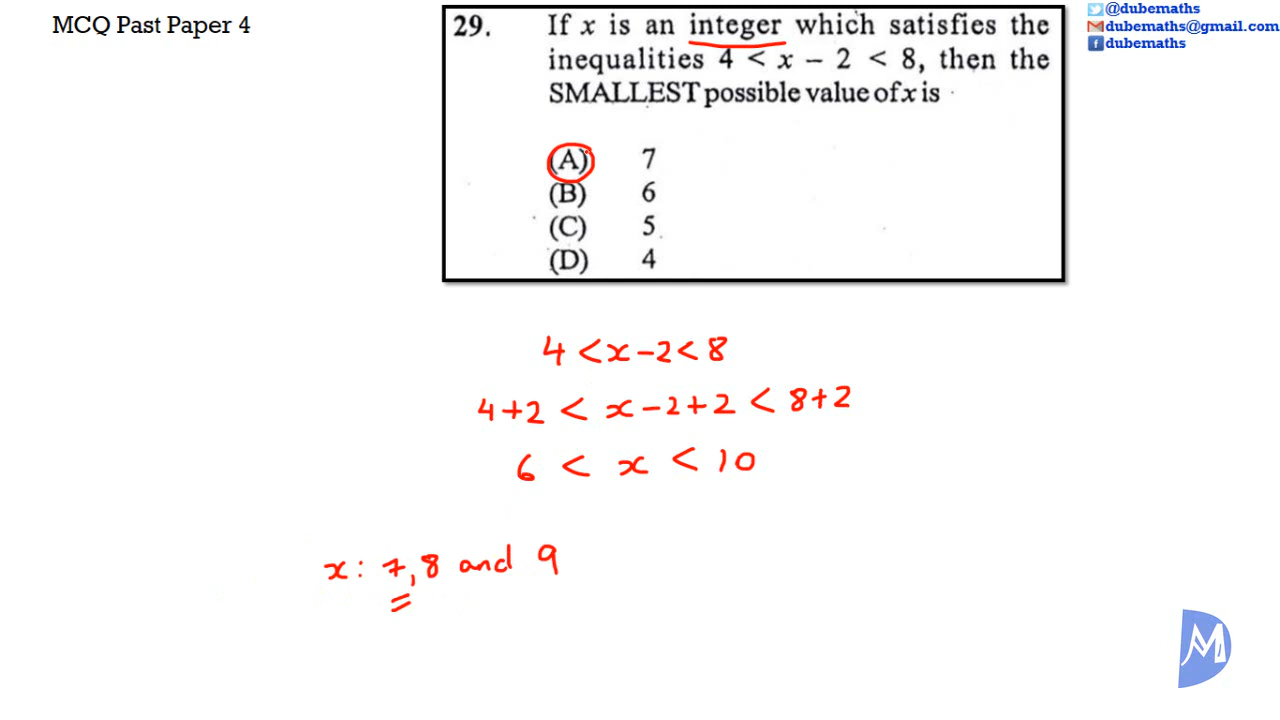 MCQ Past Paper 4
@dubemaths
dubemaths@gmail.com
dubemaths
29. If x is an integer which satisfies the
inequalities 4 < x − 2 < 8, then the
SMALLEST possible value of x is
(A) 7
(B) 6
(C) 5
(D) 4
4 < x − 2 < 8
4 + 2 < x − 2 + 2 < 8 + 2
6 < x < 10
x : 7, 8 and 9
M